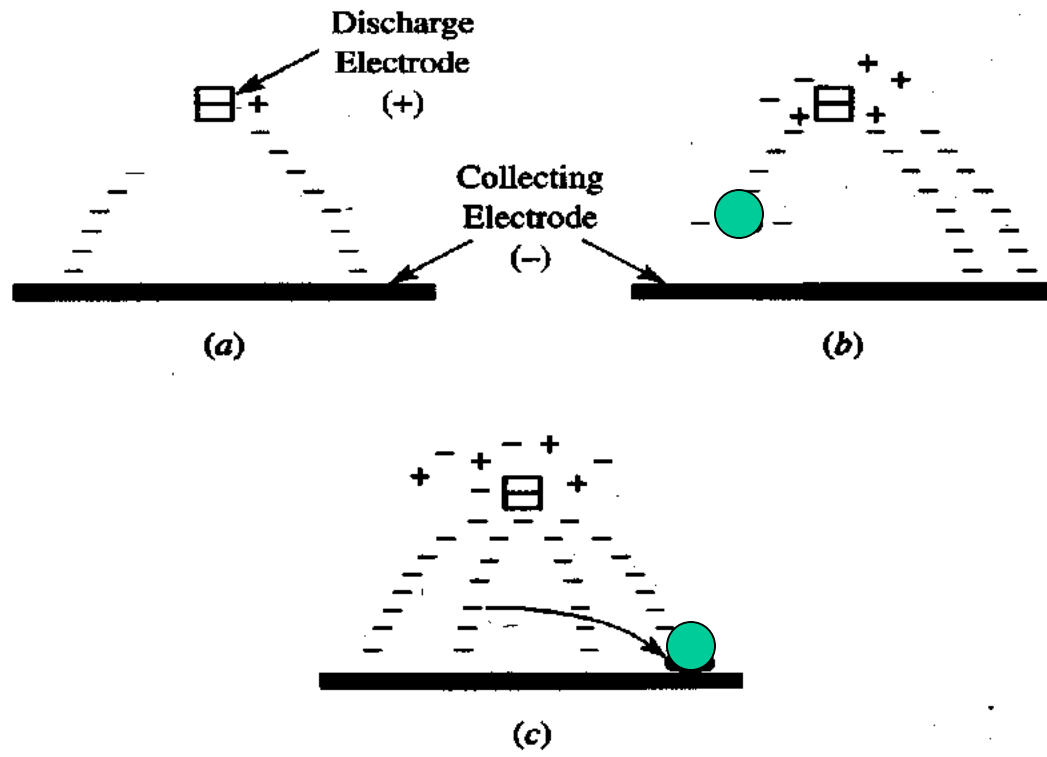 Discharge
Electrode
(+)
Collecting
Electrode
(–)
(a)
(b)
(c)